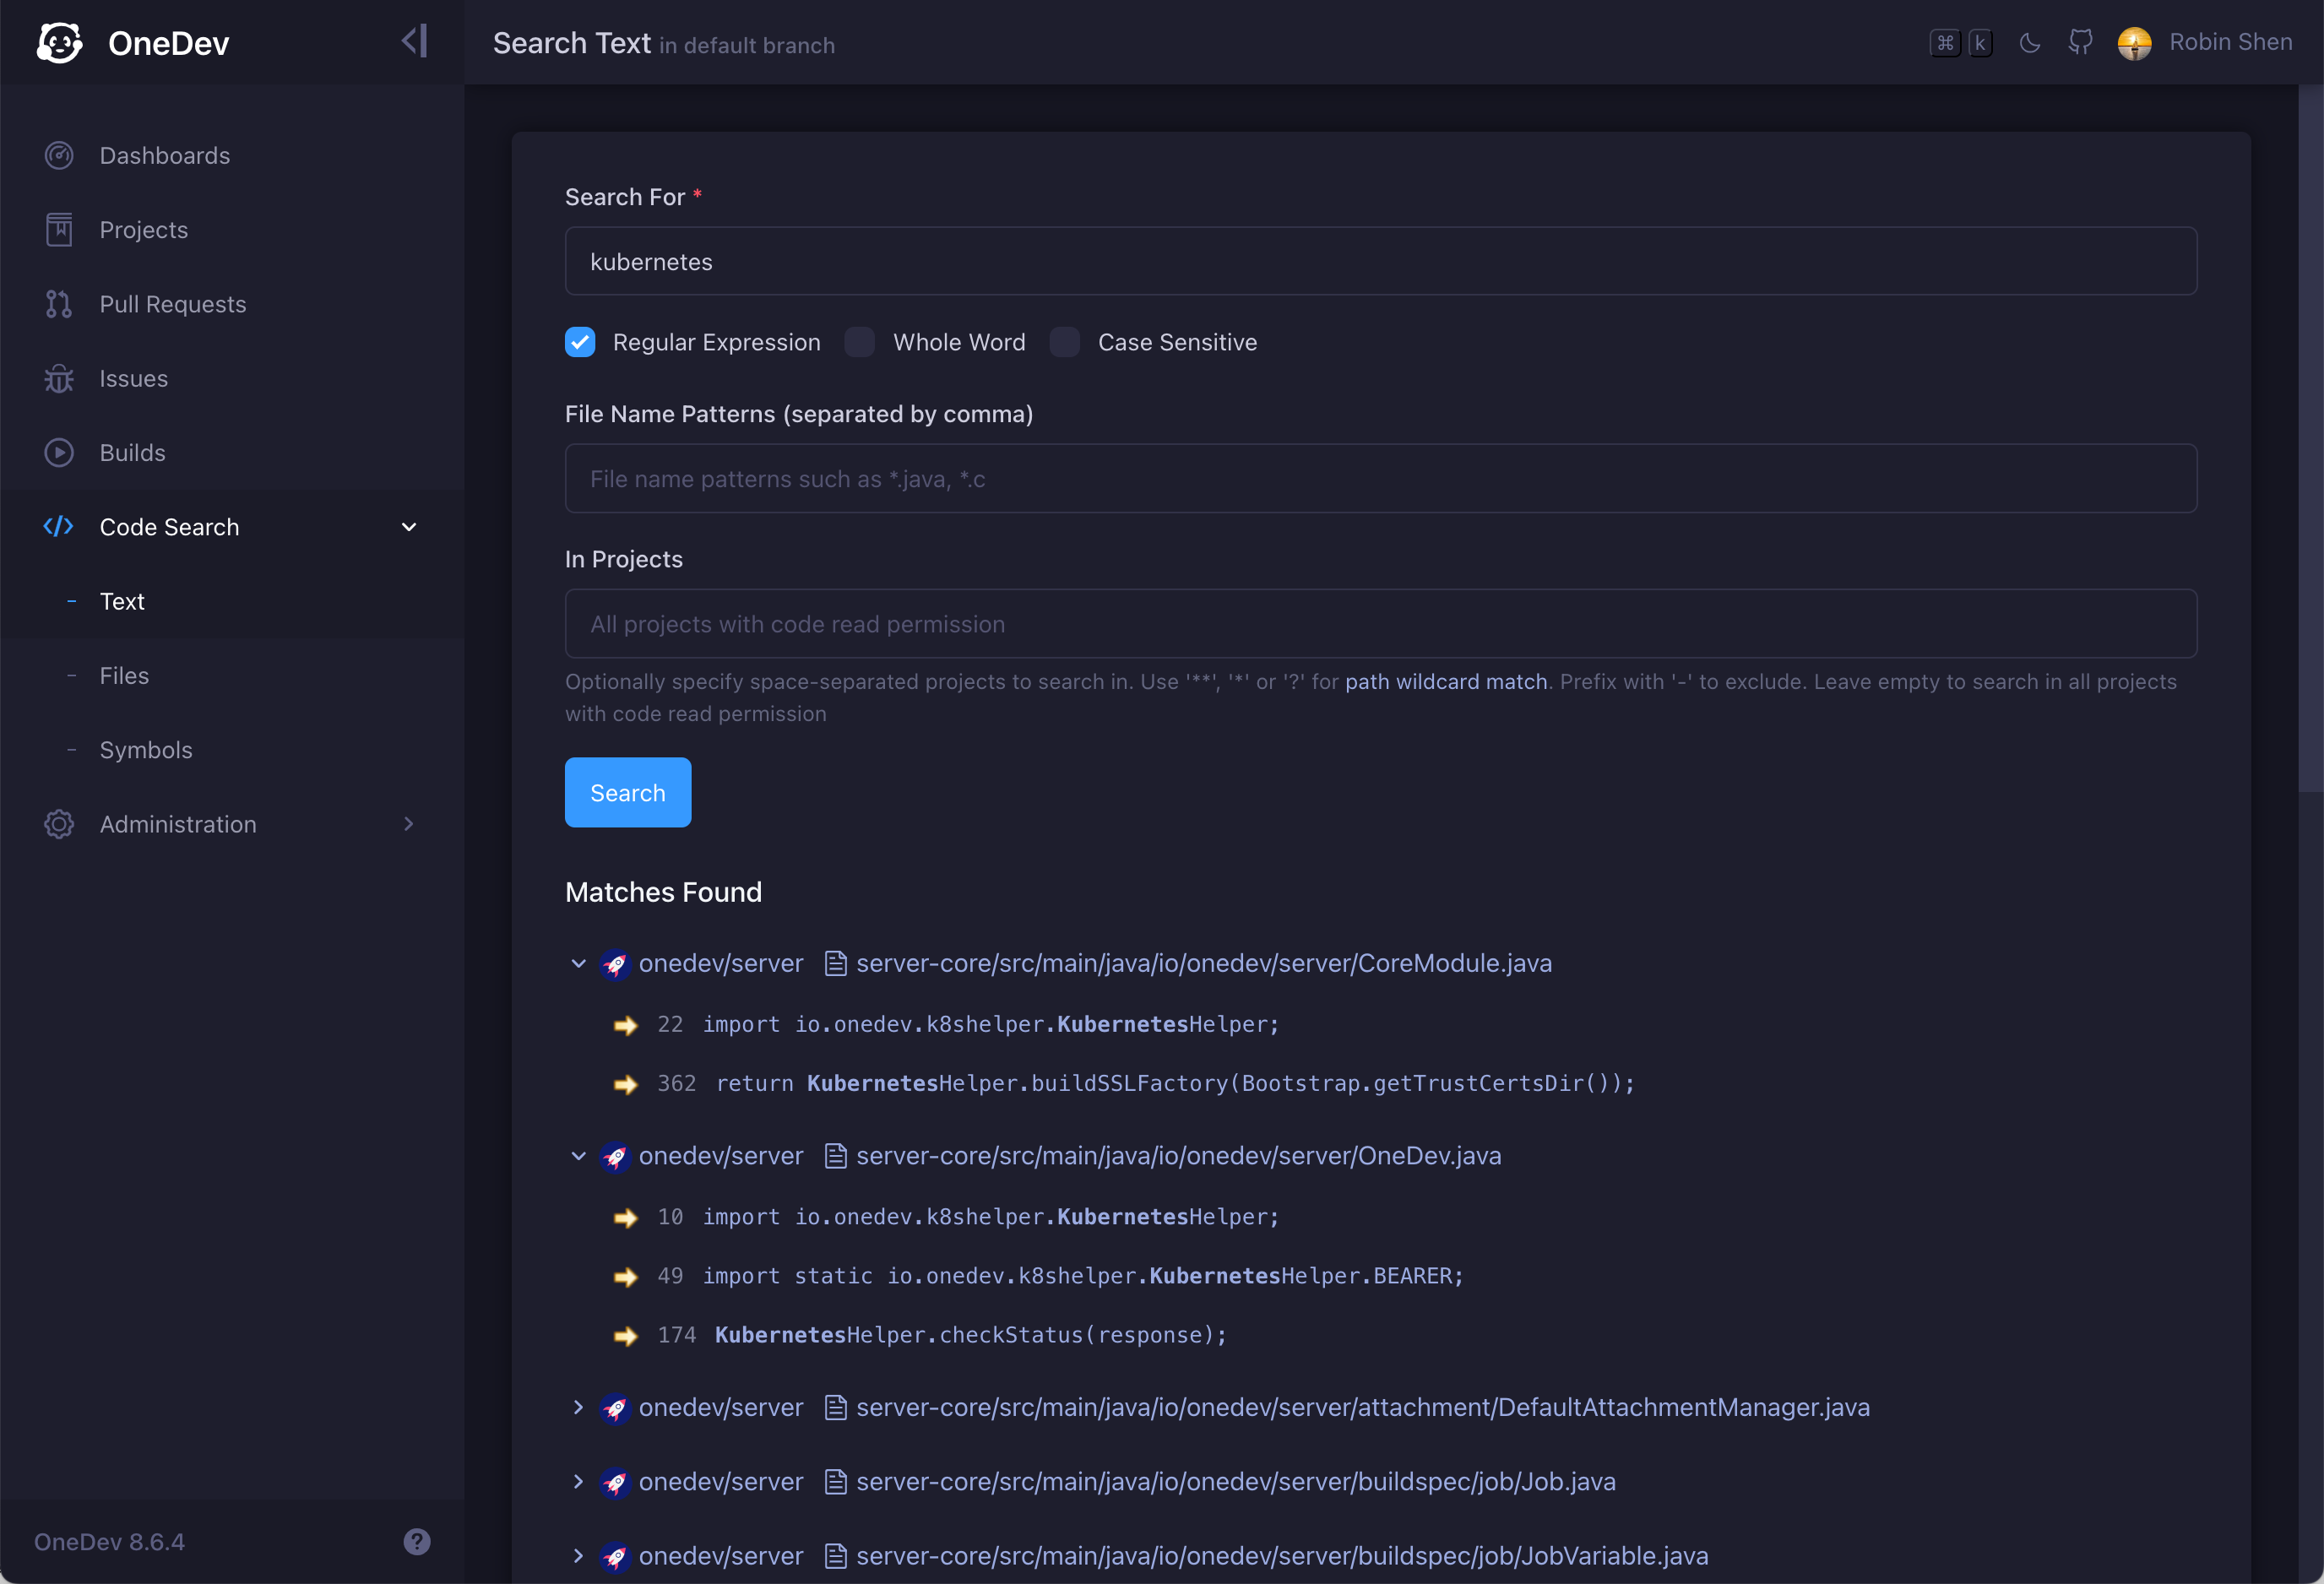 OneDev
Search Text in default branch
⌘ k
Robin Shen
Dashboards
Projects
Pull Requests
Issues
Builds
Code Search
- Text
- Files
- Symbols
Administration
OneDev 8.6.4
?
Search For *
kubernetes
Regular Expression Whole Word Case Sensitive
File Name Patterns (separated by comma)
File name patterns such as *.java, *.c
In Projects
All projects with code read permission
Optionally specify space-separated projects to search in. Use '**', '*' or '?' for path wildcard match. Prefix with '-' to exclude. Leave empty to search in all projects
with code read permission
Search
Matches Found
onedev/server server-core/src/main/java/io/onedev/server/CoreModule.java
22 import io.onedev.k8shelper.KubernetesHelper;
362 return KubernetesHelper.buildSSLFactory(Bootstrap.getTrustCertsDir());
onedev/server server-core/src/main/java/io/onedev/server/OneDev.java
10 import io.onedev.k8shelper.KubernetesHelper;
49 import static io.onedev.k8shelper.KubernetesHelper.BEARER;
174 KubernetesHelper.checkStatus(response);
onedev/server server-core/src/main/java/io/onedev/server/attachment/DefaultAttachmentManager.java
onedev/server server-core/src/main/java/io/onedev/server/buildspec/job/Job.java
onedev/server server-core/src/main/java/io/onedev/server/buildspec/job/JobVariable.java